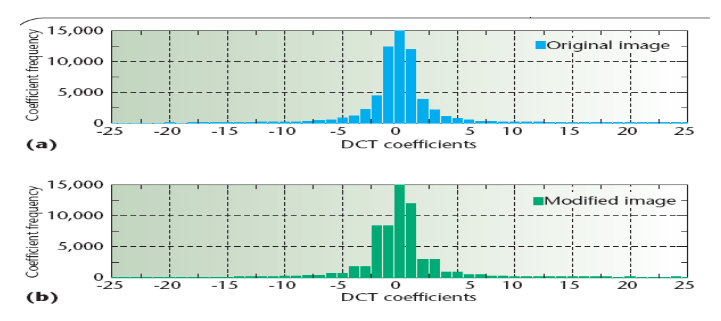 Coefficient frequency
15,000
10,000
5,000
0
Original image
-25 -20 -15 -10 -5 0 5 10 15 20 25
(a)
DCT coefficients
Coefficient frequency
15,000
10,000
5,000
0
Modified image
-25 -20 -15 -10 -5 0 5 10 15 20 25
(b)
DCT coefficients